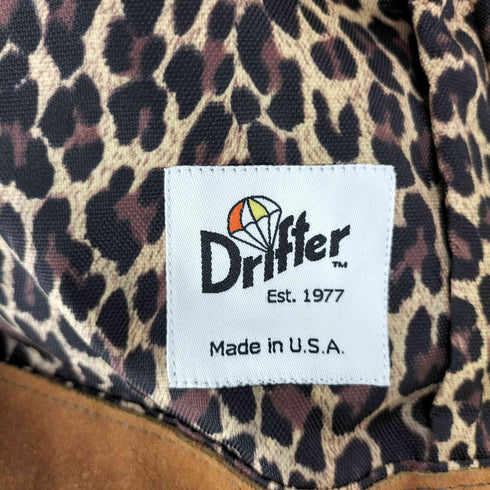 Drifter™
Est. 1977
Made in U.S.A.